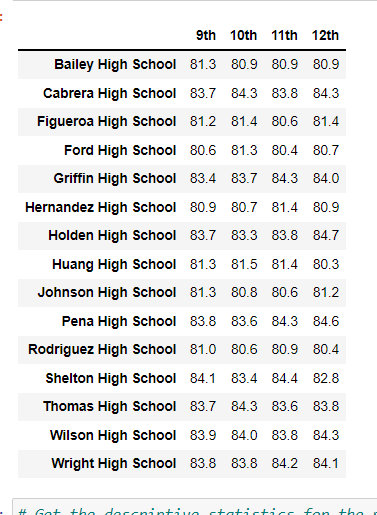 9th 10th 11th 12th
Bailey High School 81.3 80.9 80.9 80.9
Cabrera High School 83.7 84.3 83.8 84.3
Figueroa High School 81.2 81.4 80.6 81.4
Ford High School 80.6 81.3 80.4 80.7
Griffin High School 83.4 83.7 84.3 84.0
Hernandez High School 80.9 80.7 81.4 80.9
Holden High School 83.7 83.3 83.8 84.7
Huang High School 81.3 81.5 81.4 80.3
Johnson High School 81.3 80.8 80.6 81.2
Pena High School 83.8 83.6 84.3 84.6
Rodriguez High School 81.0 80.6 80.9 80.4
Shelton High School 84.1 83.4 84.4 82.8
Thomas High School 83.7 84.3 83.6 83.8
Wilson High School 83.9 84.0 83.8 84.3
Wright High School 83.8 83.8 84.2 84.1
# Get the descriptive statistics for the